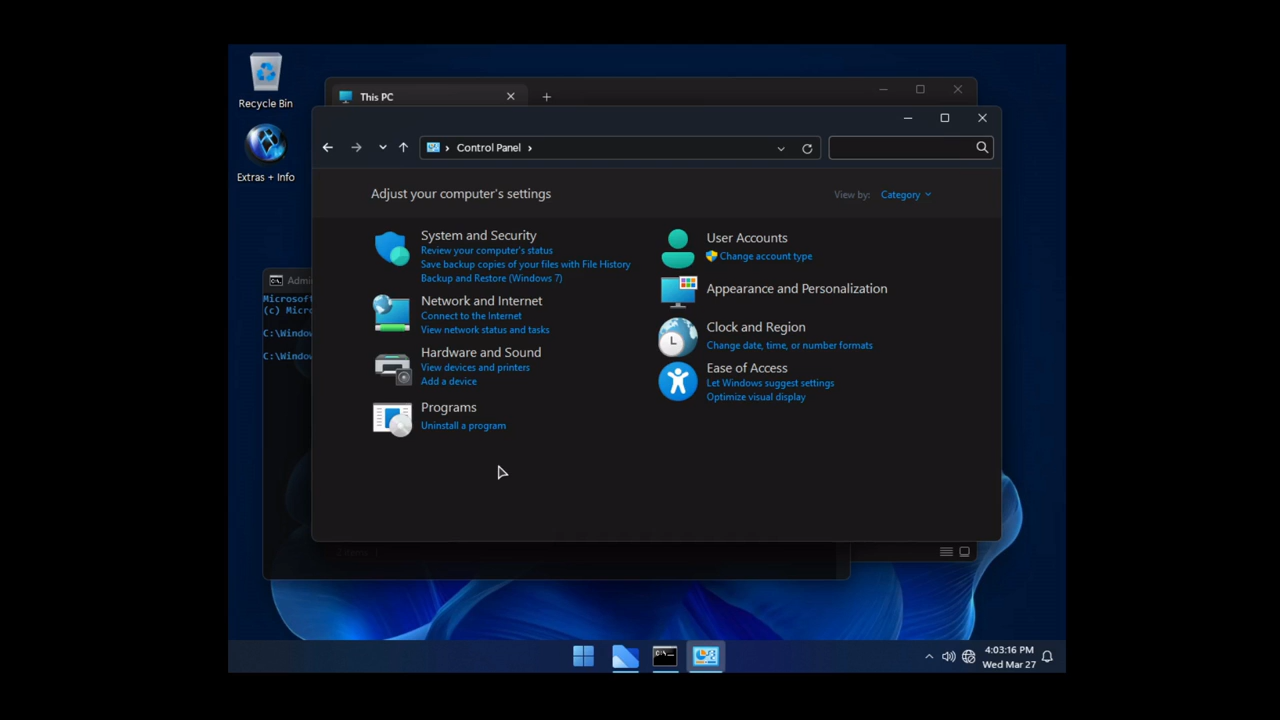 Recycle Bin
Extras + Info
This PC
Control Panel
Adjust your computer's settings
View by: Category
System and Security
Review your computer's status
Save backup copies of your files with File History
Backup and Restore (Windows 7)
Network and Internet
Connect to the Internet
View network status and tasks
Hardware and Sound
View devices and printers
Add a device
Programs
Uninstall a program
User Accounts
Change account type
Appearance and Personalization
Clock and Region
Change date, time, or number formats
Ease of Access
Let Windows suggest settings
Optimize visual display
Admi
Microsoft
(c) Micro
C:\Windo
C:\Windo
4:03:16 PM
Wed Mar 27